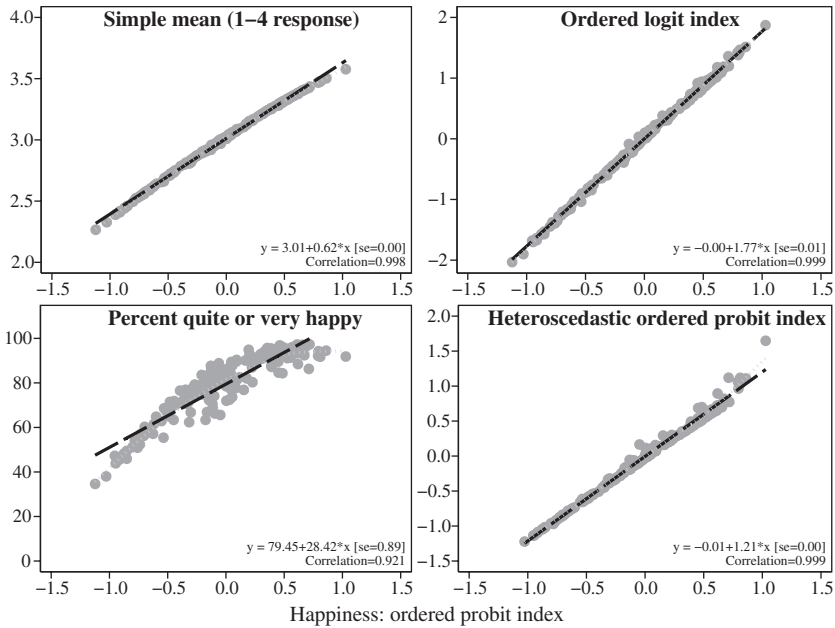 Simple mean (1−4 response)
4.0
3.5
3.0
2.5
2.0
y = 3.01+0.62*x [se=0.00]
Correlation=0.998
−1.5 −1.0 −0.5 0.0 0.5 1.0 1.5
Ordered logit index
2
1
0
−1
−2
y = −0.00+1.77*x [se=0.01]
Correlation=0.999
−1.5 −1.0 −0.5 0.0 0.5 1.0 1.5
Percent quite or very happy
100
80
60
40
20
0
y = 79.45+28.42*x [se=0.89]
Correlation=0.921
−1.5 −1.0 −0.5 0.0 0.5 1.0 1.5
Heteroscedastic ordered probit index
2.0
1.5
1.0
0.5
0.0
−0.5
−1.0
−1.5
y = −0.01+1.21*x [se=0.00]
Correlation=0.999
−1.5 −1.0 −0.5 0.0 0.5 1.0 1.5
Happiness: ordered probit index